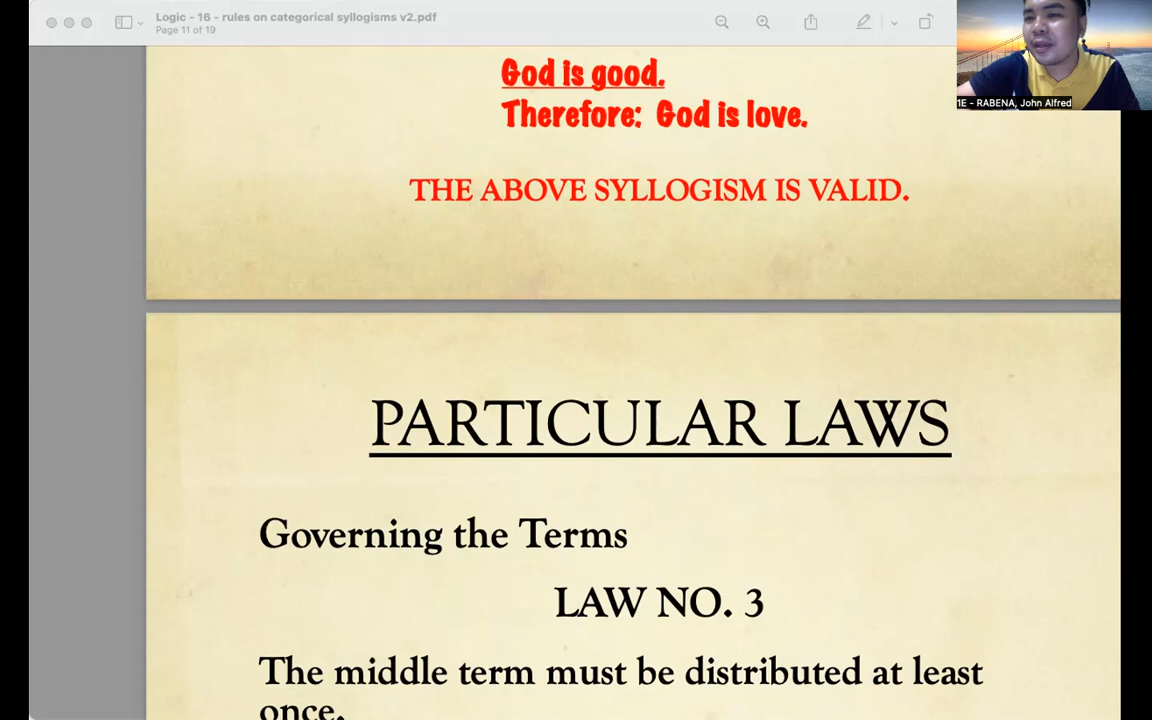 Logic - 16 - rules on categorical syllogisms v2.pdf
Page 11 of 19
1E - RABENA, John Alfred
God is good.
Therefore: God is love.
THE ABOVE SYLLOGISM IS VALID.
PARTICULAR LAWS
Governing the Terms
LAW NO. 3
The middle term must be distributed at least
once.